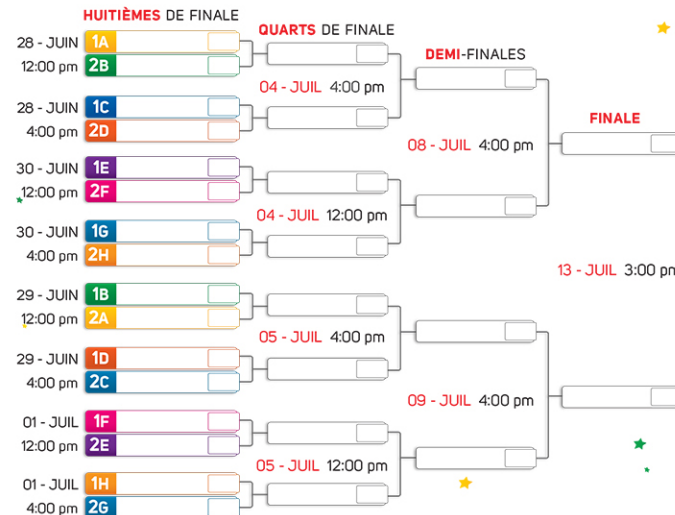 HUITIÈMES DE FINALE
28 - JUIN
12:00 pm
1A
2B
28 - JUIN
4:00 pm
1C
2D
30 - JUIN
12:00 pm
1E
2F
30 - JUIN
4:00 pm
1G
2H
29 - JUIN
12:00 pm
1B
2A
29 - JUIN
4:00 pm
1D
2C
01 - JUIL
12:00 pm
1F
2E
01 - JUIL
4:00 pm
1H
2G
QUARTS DE FINALE
04 - JUIL 4:00 pm
04 - JUIL 12:00 pm
05 - JUIL 4:00 pm
05 - JUIL 12:00 pm
DEMI-FINALES
08 - JUIL 4:00 pm
09 - JUIL 4:00 pm
FINALE
13 - JUIL 3:00 pm